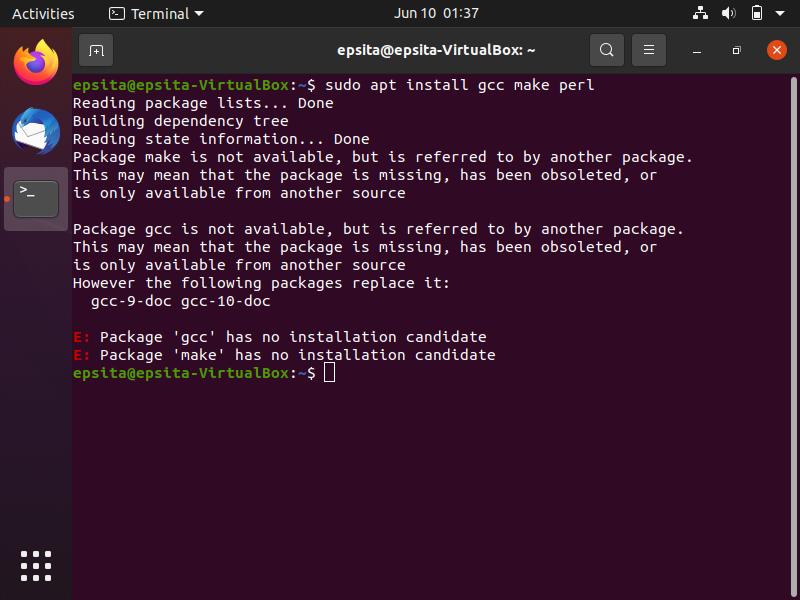 Activities
Terminal
Jun 10 01:37
epsita@epsita-VirtualBox: ~
epsita@epsita-VirtualBox:~$ sudo apt install gcc make perl
Reading package lists... Done
Building dependency tree
Reading state information... Done
Package make is not available, but is referred to by another package.
This may mean that the package is missing, has been obsoleted, or
is only available from another source
Package gcc is not available, but is referred to by another package.
This may mean that the package is missing, has been obsoleted, or
is only available from another source
However the following packages replace it:
gcc-9-doc gcc-10-doc
E: Package 'gcc' has no installation candidate
E: Package 'make' has no installation candidate
epsita@epsita-VirtualBox:~$